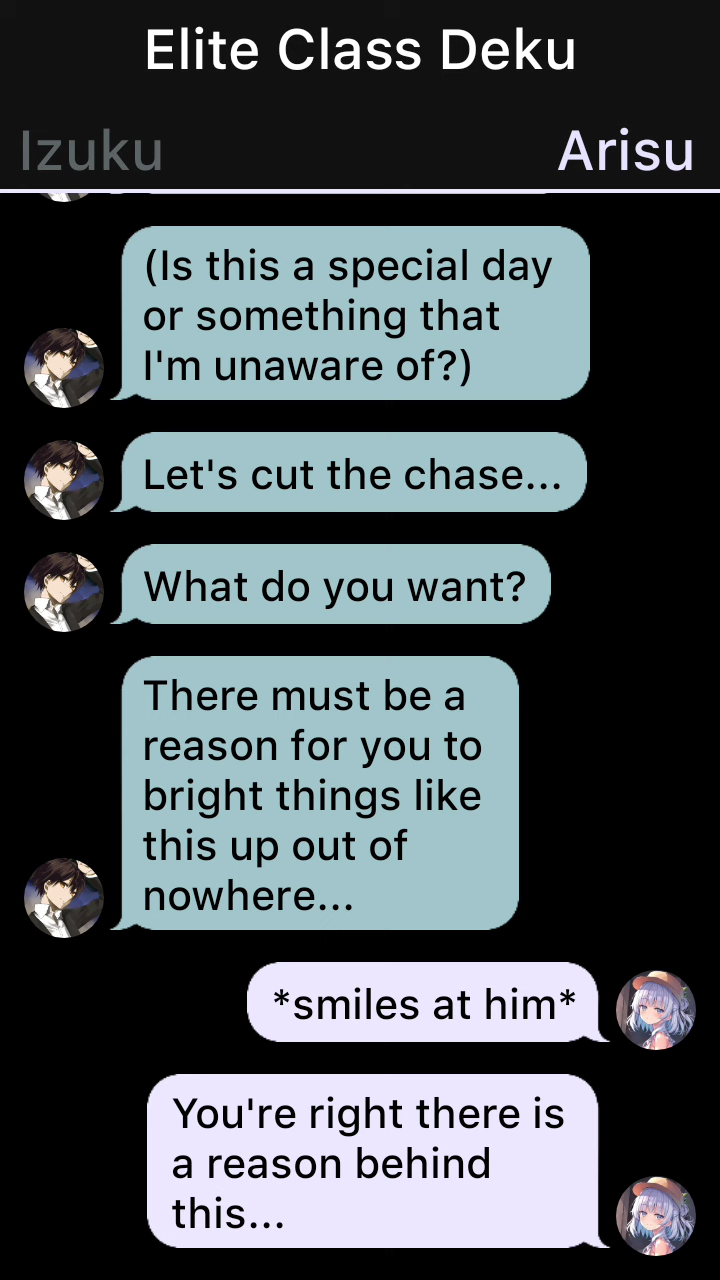 Elite Class Deku
Izuku
Arisu
(Is this a special day
or something that
I'm unaware of?)
Let's cut the chase...
What do you want?
There must be a
reason for you to
bright things like
this up out of
nowhere...
*smiles at him*
You're right there is
a reason behind
this...